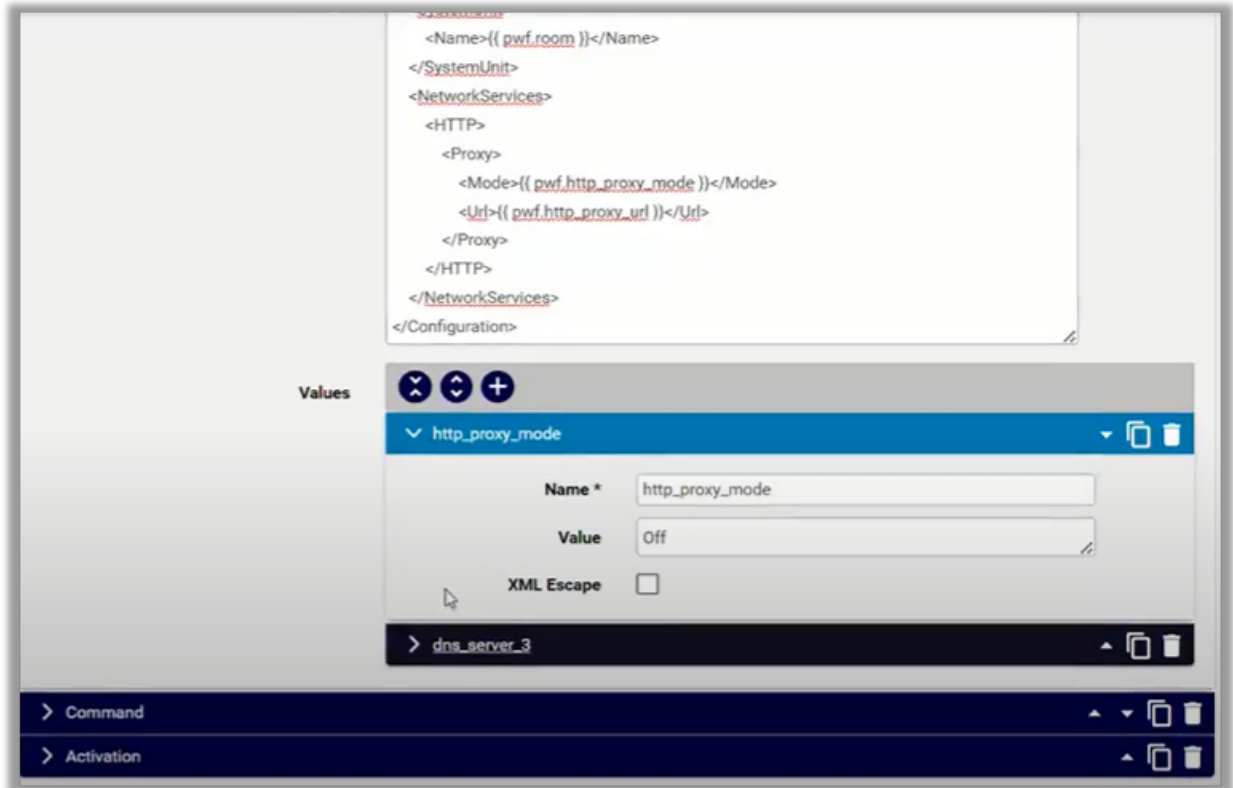 <Name>{{ pwf.room }}</Name>
</SystemUnit>
<NetworkServices>
<HTTP>
<Proxy>
<Mode>{{ pwf.http_proxy_mode }}</Mode>
<Url>{{ pwf.http_proxy_url }}</Url>
</Proxy>
</HTTP>
</NetworkServices>
</Configuration>
Values
http_proxy_mode
Name * http_proxy_mode
Value Off
XML Escape
dns_server_3
Command
Activation